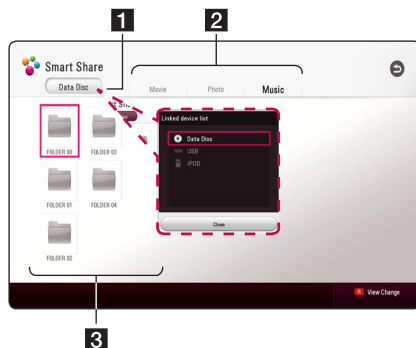 1
2
Smart Share
Data Disc
Movie Photo Music
Linked device list
Data Disc
USB
IPOD
FOLDER 00 FOLDER 03
FOLDER 01 FOLDER 04
Close
FOLDER 02
R View Change
3